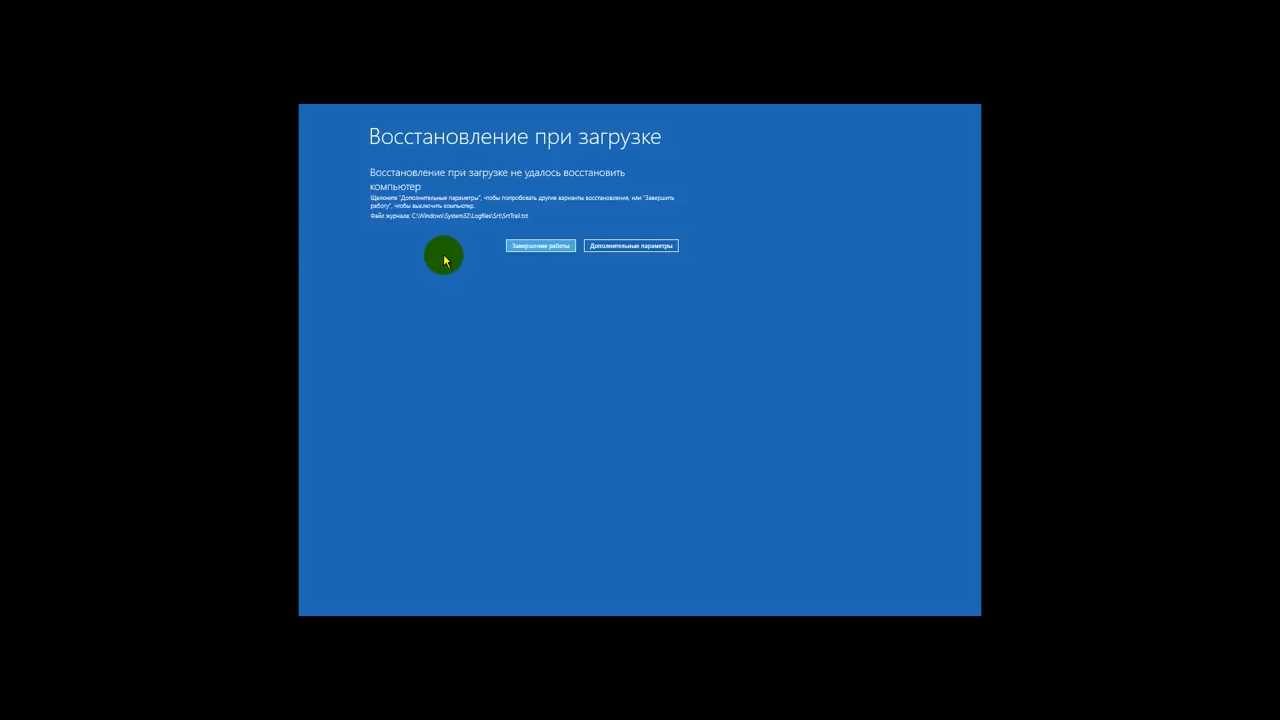 Восстановление при загрузке
Восстановление при загрузке не удалось восстановить
компьютер
Щелкните "Дополнительные параметры", чтобы попробовать другие варианты восстановления, или "Завершить
работу", чтобы выключить компьютер.
Файл журнала: C:\Windows\System32\Logfiles\Srt\SrtTrail.txt
Завершение работы
Дополнительные параметры